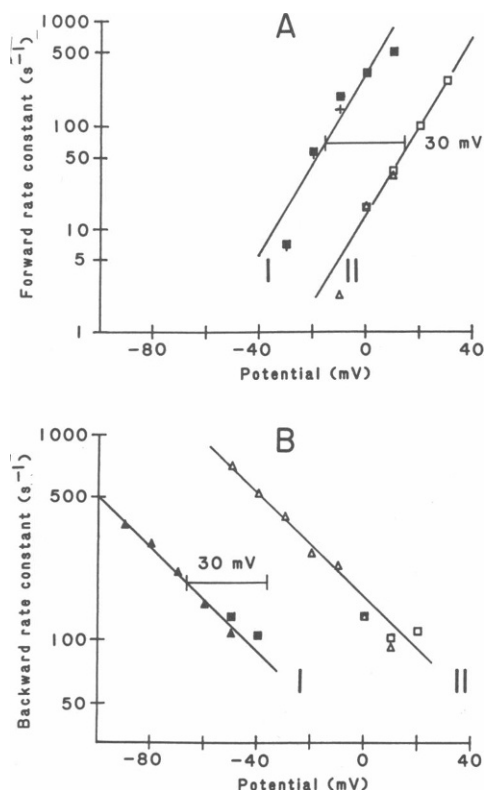 A
1000
500
100
50
10
5
1
Forward rate constant (s⁻¹)
30 mV
I
II
-80
-40
0
40
Potential (mV)
B
1000
500
100
50
Backward rate constant (s⁻¹)
30 mV
I
II
-80
-40
0
40
Potential (mV)